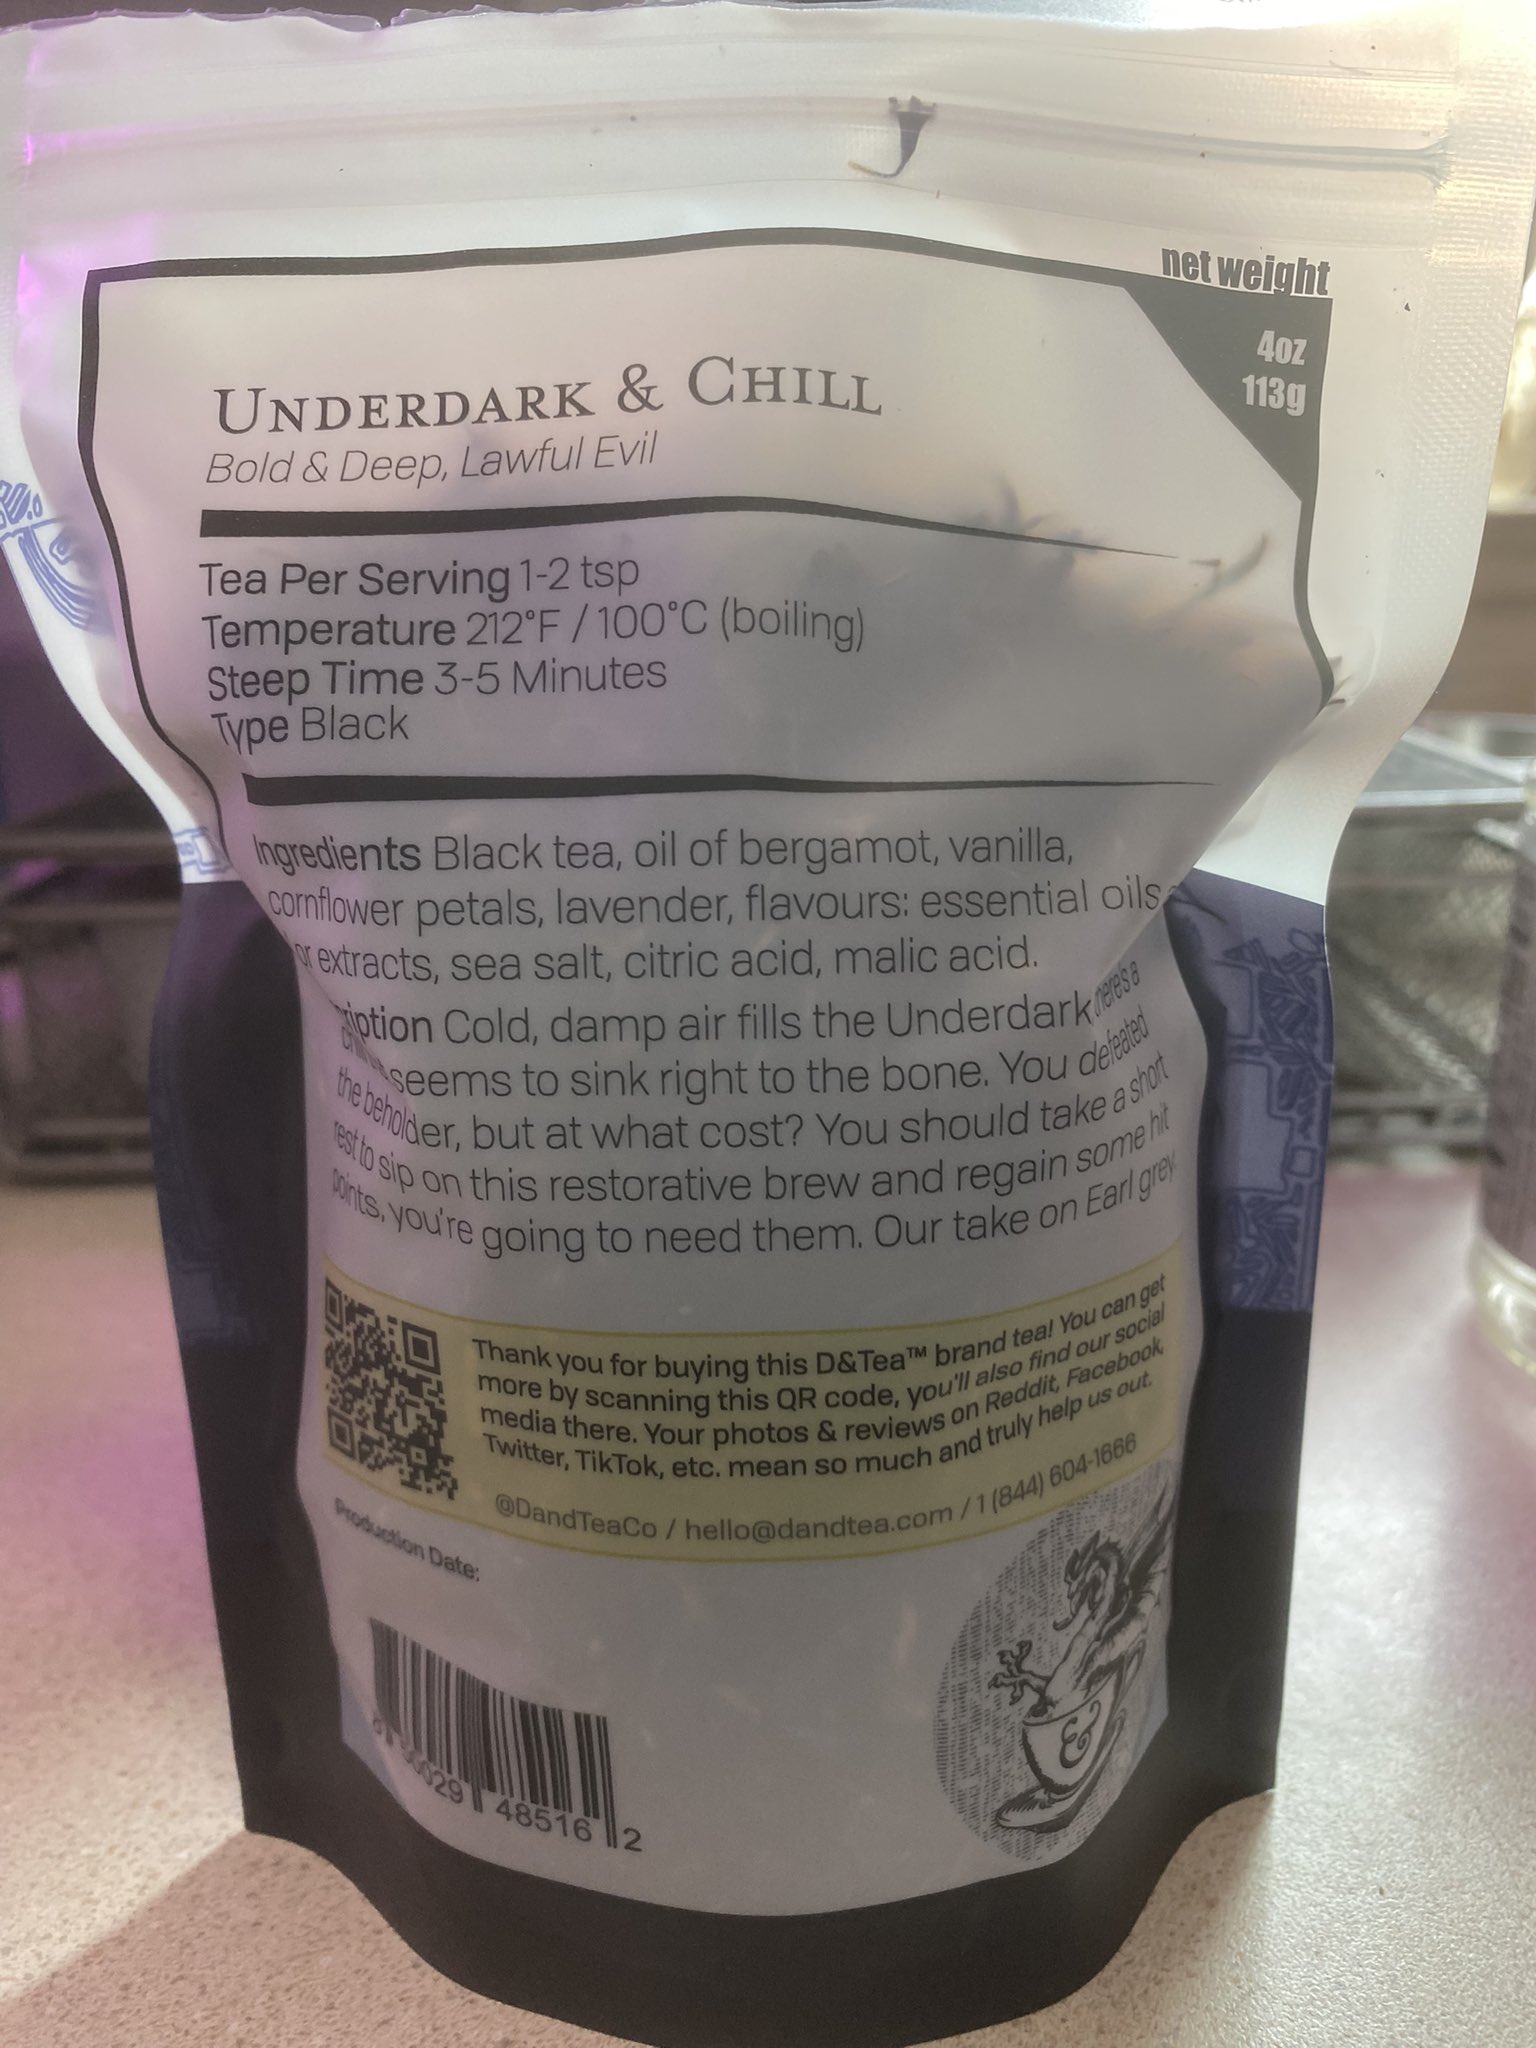 net weight
4oz
113g
UNDERDARK & CHILL
Bold & Deep, Lawful Evil
Tea Per Serving 1-2 tsp
Temperature 212°F / 100°C (boiling)
Steep Time 3-5 Minutes
Type Black
Ingredients Black tea, oil of bergamot, vanilla,
cornflower petals, lavender, flavours: essential oils
or extracts, sea salt, citric acid, malic acid.
ription Cold, damp air fills the Underdark there's a
seems to sink right to the bone. You defeated
the beholder, but at what cost? You should take a short
rest to sip on this restorative brew and regain some hit
points, you're going to need them. Our take on Earl grey
Thank you for buying this D&Tea™ brand tea! You can get
more by scanning this QR code, you'll also find our social
media there. Your photos & reviews on Reddit, Facebook,
Twitter, TikTok, etc. mean so much and truly help us out.
@DandTeaCo / hello@dandtea.com / 1 (844) 604-1666
Production Date:
&
48516 2